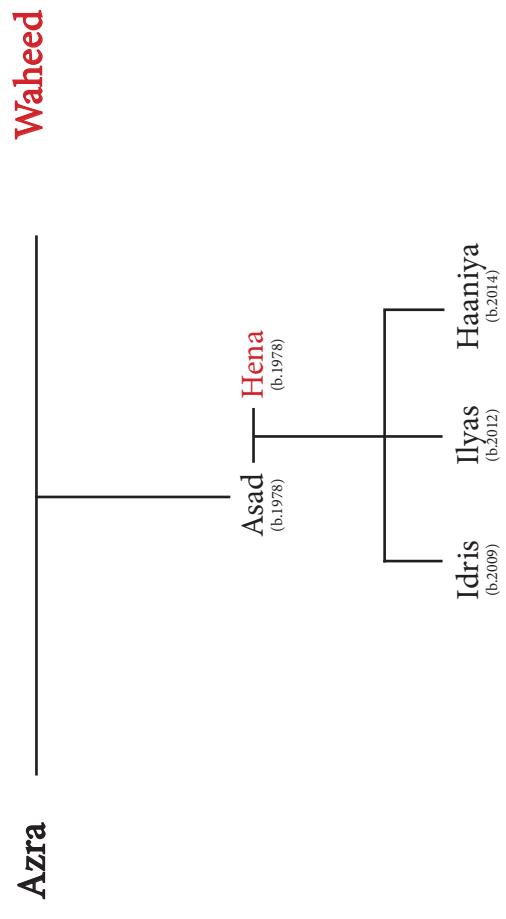 Azra
Waheed
Asad
(b.1978)
Hena
(b.1978)
Idris
(b.2009)
Ilyas
(b.2012)
Haaniya
(b.2014)